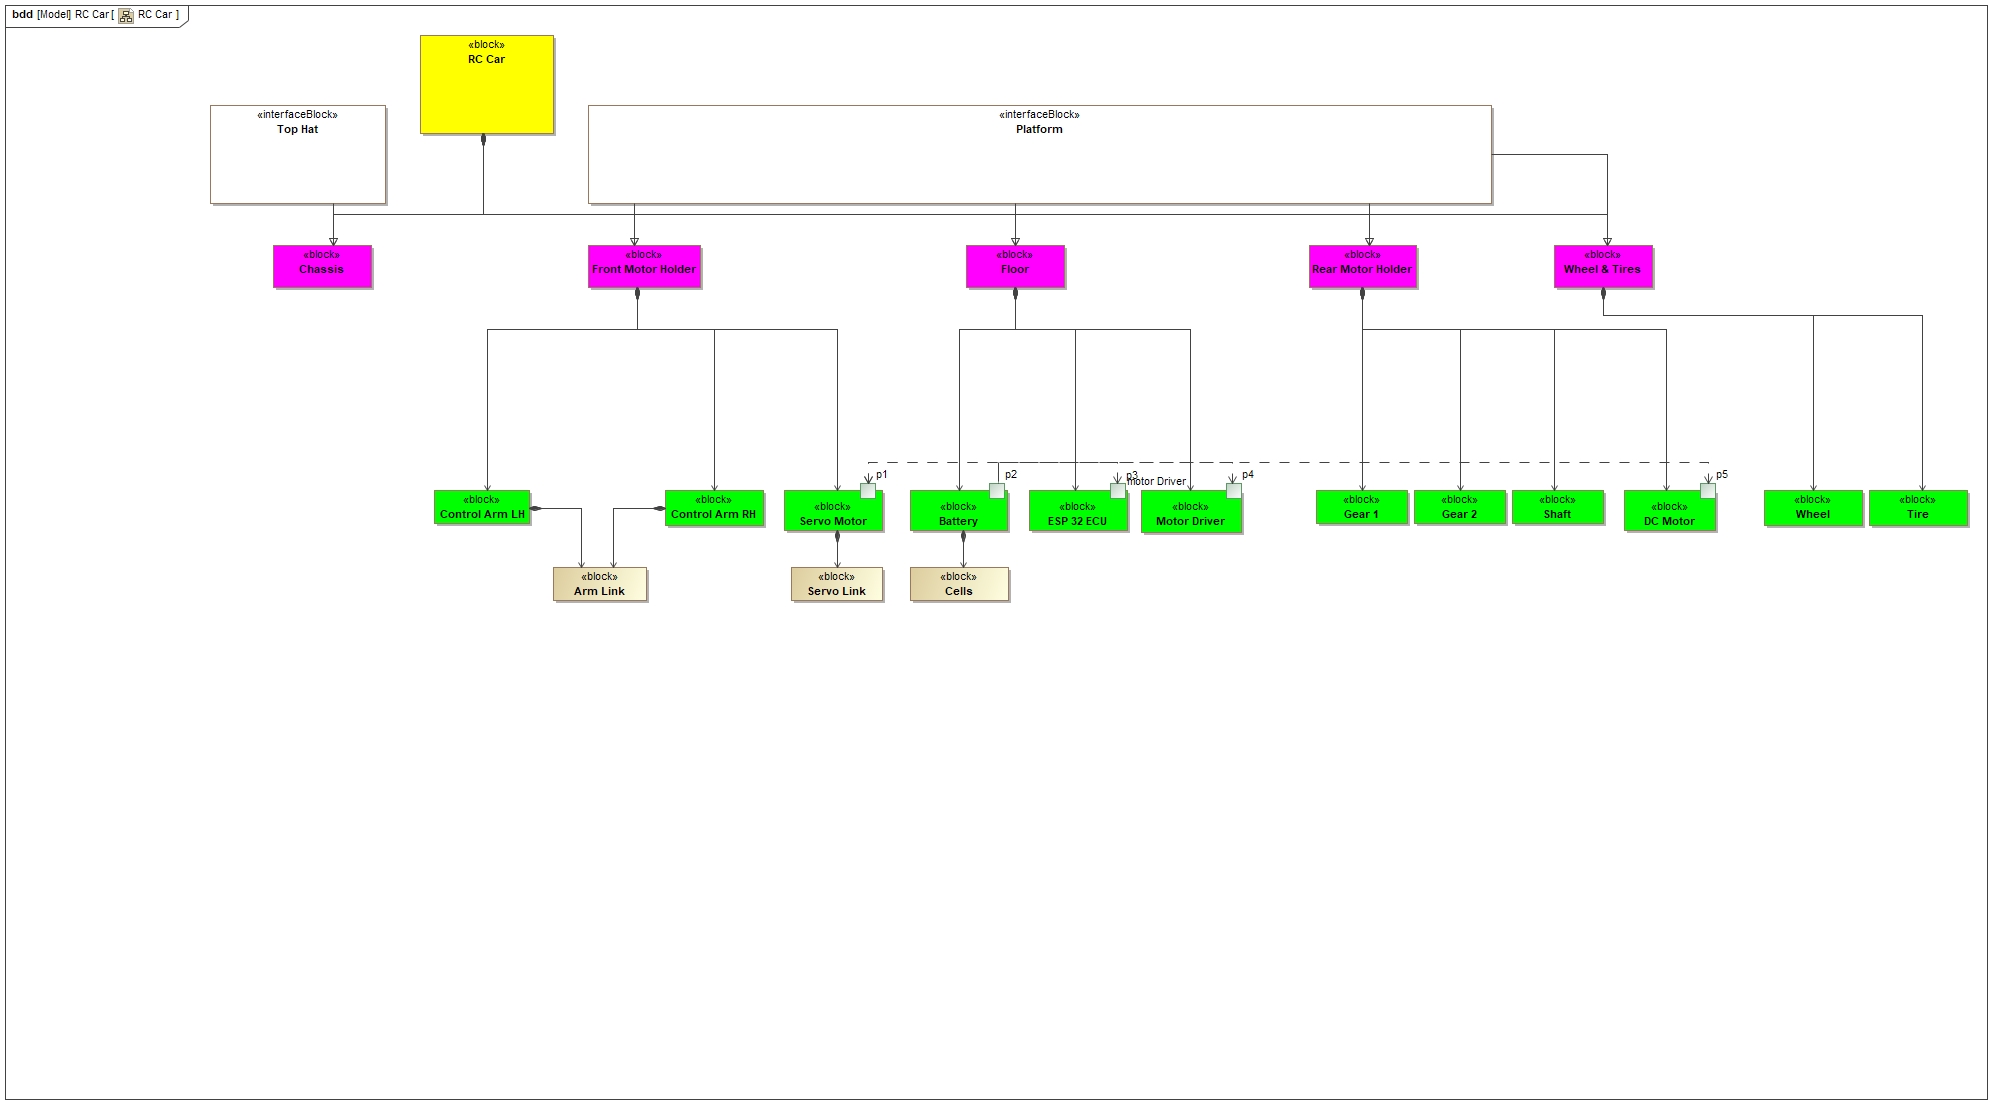 bdd [Model] RC Car [ RC Car ]
«block»
RC Car
«interfaceBlock»
Top Hat
«interfaceBlock»
Platform
«block»
Chassis
«block»
Front Motor Holder
«block»
Floor
«block»
Rear Motor Holder
«block»
Wheel & Tires
p1
p2
p3
motor Driver
p4
p5
«block»
Control Arm LH
«block»
Control Arm RH
«block»
Servo Motor
«block»
Battery
«block»
ESP 32 ECU
«block»
Motor Driver
«block»
Gear 1
«block»
Gear 2
«block»
Shaft
«block»
DC Motor
«block»
Wheel
«block»
Tire
«block»
Arm Link
«block»
Servo Link
«block»
Cells